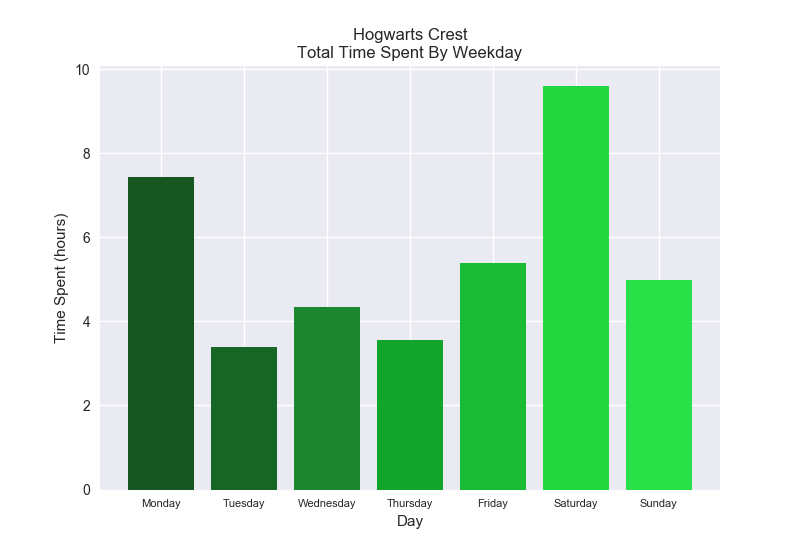 Hogwarts Crest
Total Time Spent By Weekday
Time Spent (hours)
10
8
6
4
2
0
Monday Tuesday Wednesday Thursday Friday Saturday Sunday
Day